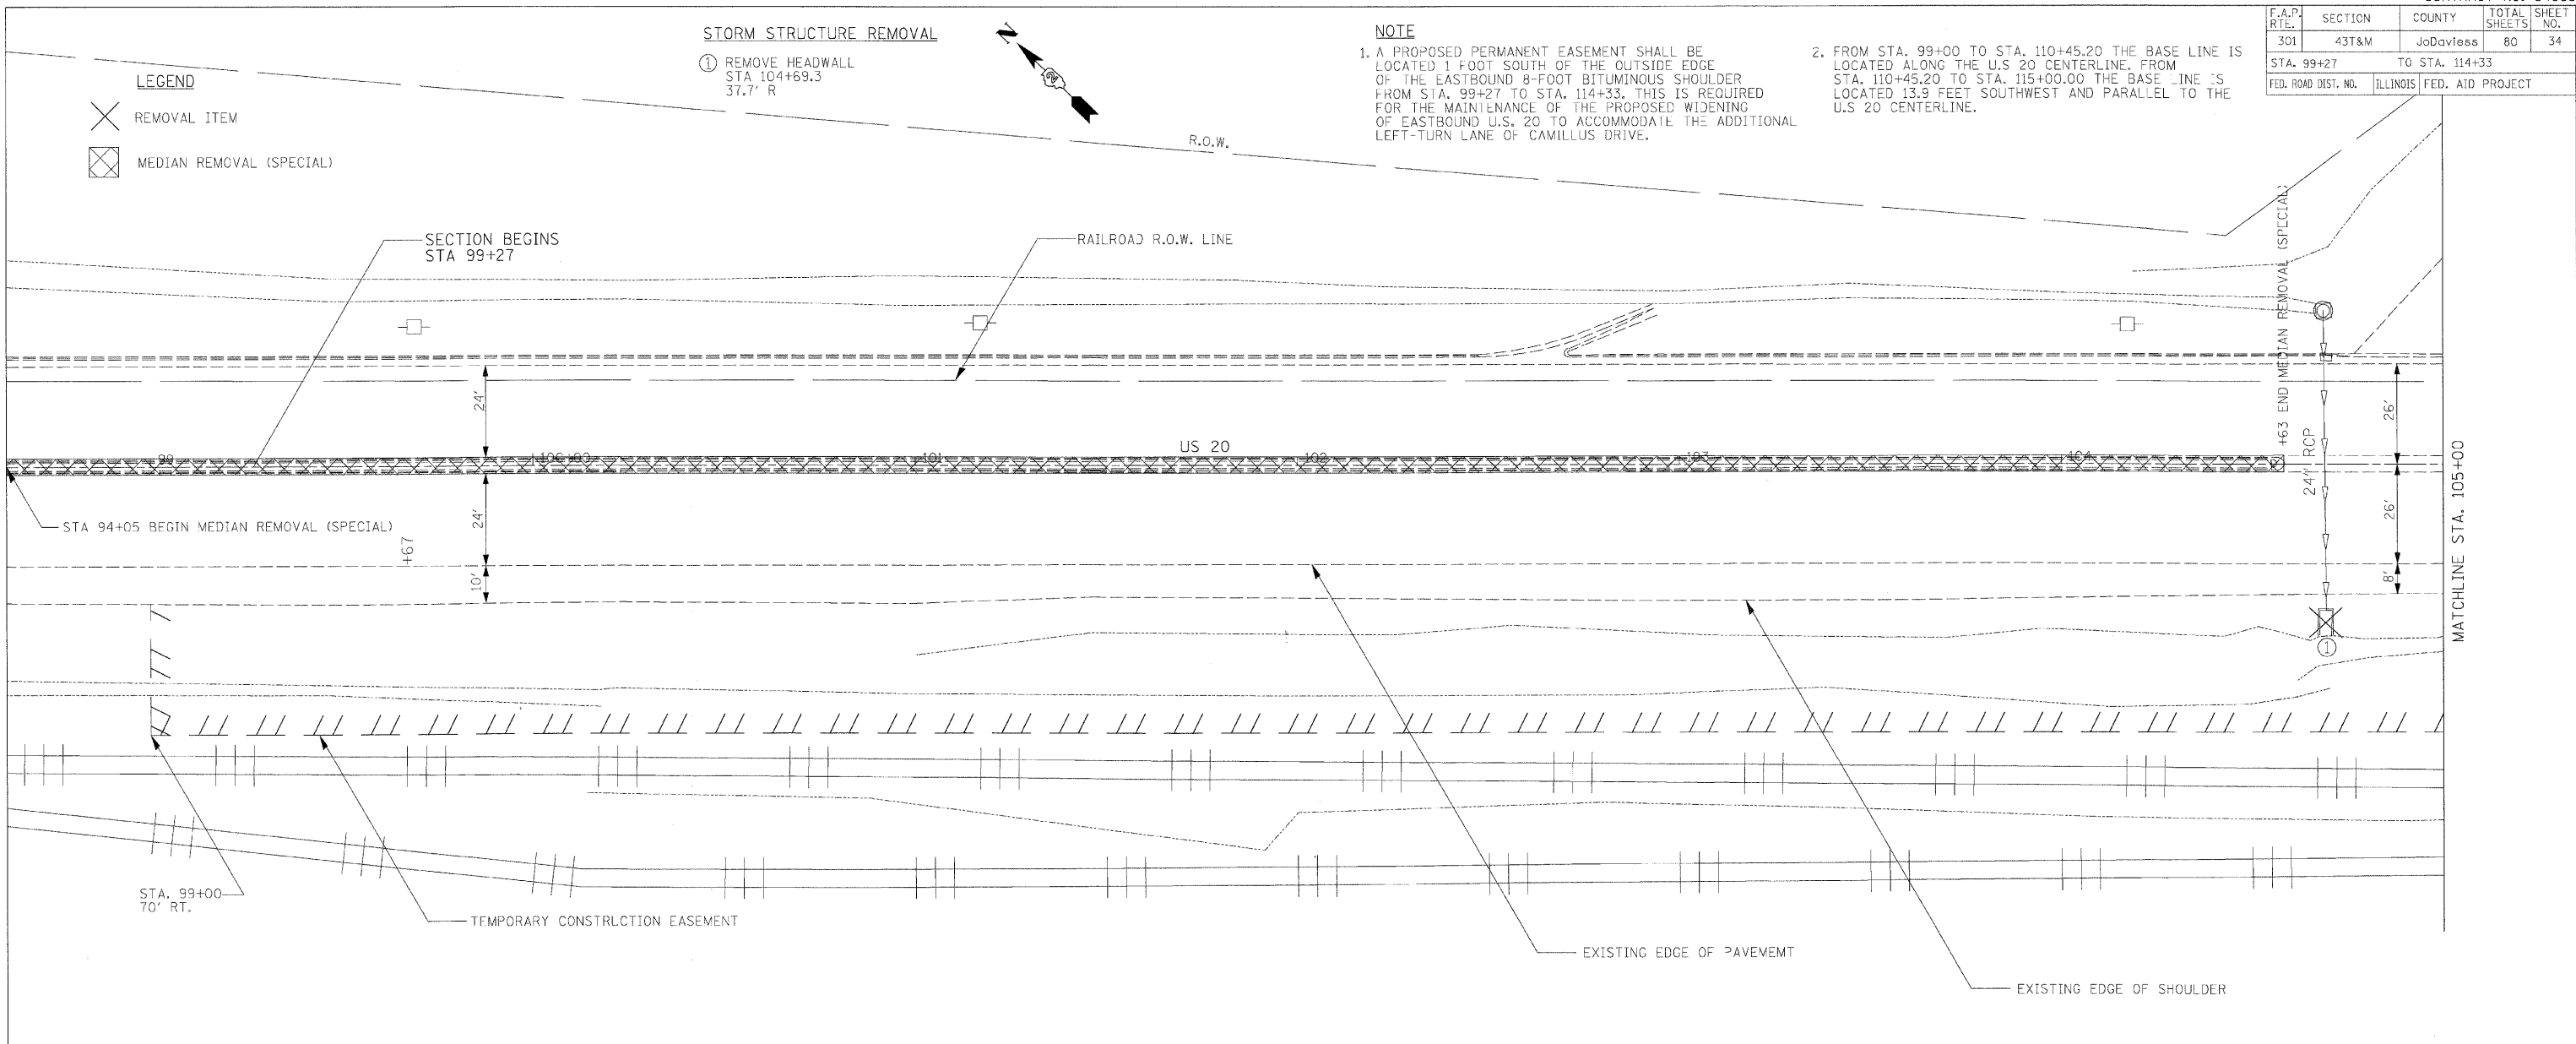 F.A.P. RTE. SECTION COUNTY TOTAL SHEETS SHEET NO.
301 43T&M JoDaviess 80 34
STA. 99+27 TO STA. 114+33
FED. ROAD DIST. NO. ILLINOIS FED. AID PROJECT
STORM STRUCTURE REMOVAL
1 REMOVE HEADWALL
STA 104+69.3
37.7' R
N
NOTE
1. A PROPOSED PERMANENT EASEMENT SHALL BE
LOCATED 1 FOOT SOUTH OF THE OUTSIDE EDGE
OF THE EASTBOUND 8-FOOT BITUMINOUS SHOULDER
FROM STA. 99+27 TO STA. 114+33. THIS IS REQUIRED
FOR THE MAINTENANCE OF THE PROPOSED WIDENING
OF EASTBOUND U.S. 20 TO ACCOMMODATE THE ADDITIONAL
LEFT-TURN LANE OF CAMILLUS DRIVE.
2. FROM STA. 99+00 TO STA. 110+45.20 THE BASE LINE IS
LOCATED ALONG THE U.S 20 CENTERLINE. FROM
STA. 110+45.20 TO STA. 115+00.00 THE BASE LINE IS
LOCATED 13.9 FEET SOUTHWEST AND PARALLEL TO THE
U.S 20 CENTERLINE.
LEGEND
REMOVAL ITEM
MEDIAN REMOVAL (SPECIAL)
R.O.W.
SECTION BEGINS
STA 99+27
RAILROAD R.O.W. LINE
+63 END MEDIAN REMOVAL (SPECIAL)
24'
26'
US 20
99
100+00
101
102
103
104
24" RCP
MATCHLINE STA. 105+00
STA 94+05 BEGIN MEDIAN REMOVAL (SPECIAL)
24'
26'
+67
10'
8'
1
STA. 99+00
70' RT.
TEMPORARY CONSTRUCTION EASEMENT
EXISTING EDGE OF PAVEMEMT
EXISTING EDGE OF SHOULDER